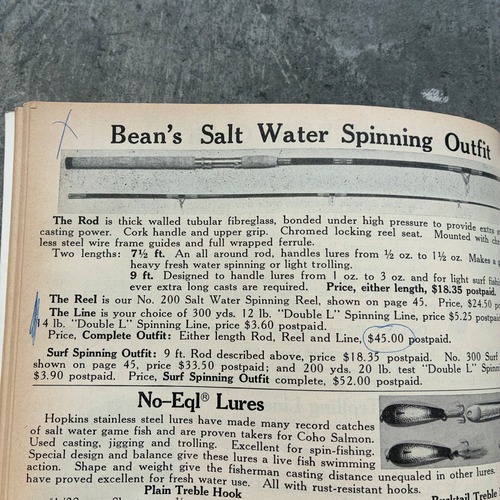 Bean's Salt Water Spinning Outfit
The Rod is thick walled tubular fibreglass, bonded under high pressure to provide extra
casting power. Cork handle and upper grip. Chromed locking reel seat. Mounted with
less steel wire frame guides and full wrapped ferrule.
Two lengths: 7½ ft. An all around rod, handles lures from ½ oz. to 1½ oz. Makes a
heavy fresh water spinning or light trolling.
9 ft. Designed to handle lures from 1 oz. to 3 oz. and for light surf
ever extra long casts are required. Price, either length, $18.35 postpaid.
The Reel is our No. 200 Salt Water Spinning Reel, shown on page 45. Price, $24.50
The Line is your choice of 300 yds. 12 lb. "Double L" Spinning Line, price $5.25
14 lb. "Double L" Spinning Line, price $3.60 postpaid.
Price, Complete Outfit: Either length Rod, Reel and Line, $45.00 postpaid.
Surf Spinning Outfit: 9 ft. Rod described above, price $18.35 postpaid. No. 300 Surf
shown on page 45, price $33.50 postpaid; and 200 yds. 20 lb. test "Double L"
$3.90 postpaid. Price, Surf Spinning Outfit complete, $52.00 postpaid.
No-Eql® Lures
Hopkins stainless steel lures have made many record catches
of salt water game fish and are proven takers for Coho Salmon.
Used casting, jigging and trolling. Excellent for spin-fishing.
Special design and balance give these lures a live fish swimming
action. Shape and weight give the fisherman casting distance unequaled in other lures.
have proved excellent for fresh water use. All with rust-resistant hooks.
Plain Treble Hook
Bucktail Treble